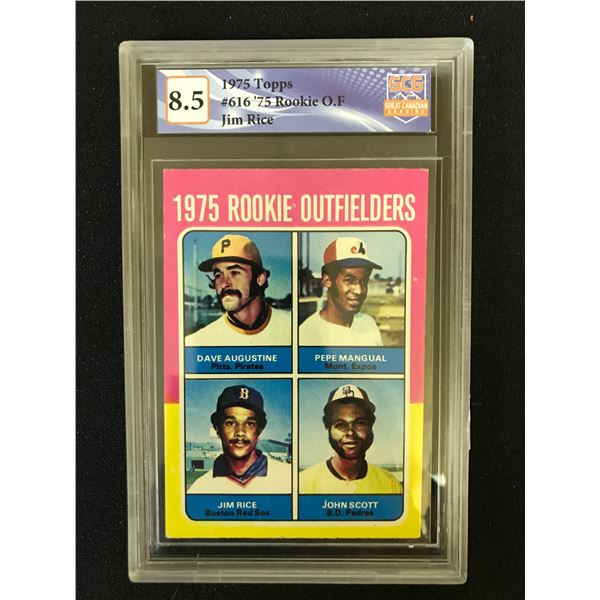 8.5
1975 Topps
#616 '75 Rookie O.F
Jim Rice
GCG
GREAT CANADIAN
GRADING
1975 ROOKIE OUTFIELDERS
P
DAVE AUGUSTINE
Pitts. Pirates
PEPE MANGUAL
Mont. Expos
B
JIM RICE
Boston Red Sox
SD
JOHN SCOTT
S.D. Padres